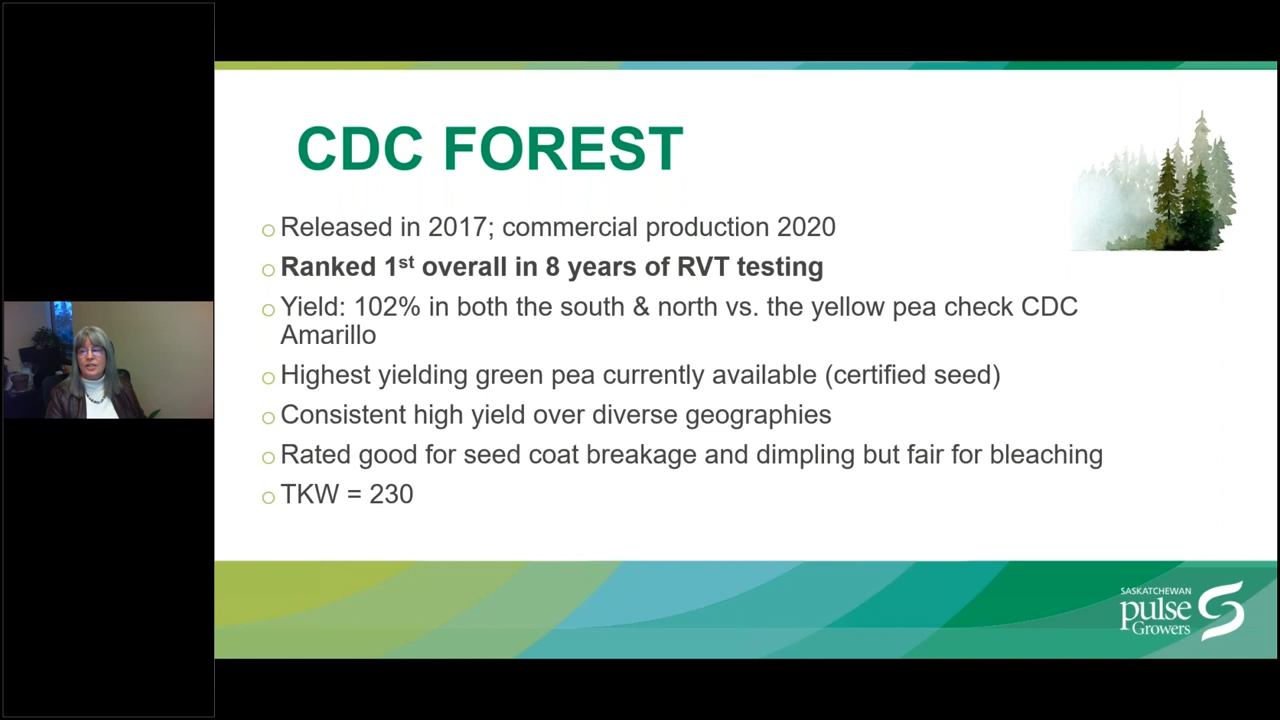 CDC FOREST
o Released in 2017; commercial production 2020
o Ranked 1st overall in 8 years of RVT testing
o Yield: 102% in both the south & north vs. the yellow pea check CDC
Amarillo
o Highest yielding green pea currently available (certified seed)
o Consistent high yield over diverse geographies
o Rated good for seed coat breakage and dimpling but fair for bleaching
o TKW = 230
SASKATCHEWAN
pulse
Growers